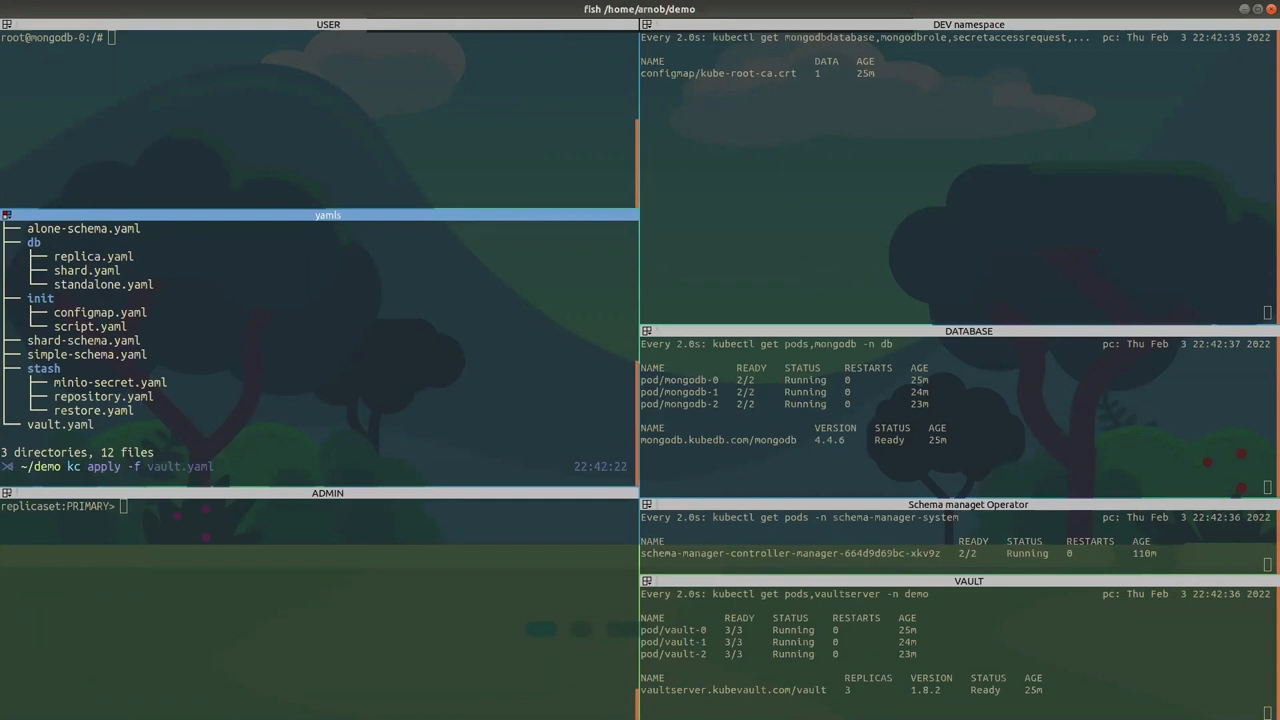 fish /home/arnob/demo
USER
root@mongodb-0:/#
yamls
├── alone-schema.yaml
├── db
│   ├── replica.yaml
│   ├── shard.yaml
│   └── standalone.yaml
├── init
│   ├── configmap.yaml
│   └── script.yaml
├── shard-schema.yaml
├── simple-schema.yaml
├── stash
│   ├── minio-secret.yaml
│   ├── repository.yaml
│   └── restore.yaml
└── vault.yaml
3 directories, 12 files
~/demo kc apply -f vault.yaml 22:42:22
ADMIN
replicaset:PRIMARY>
DEV namespace
Every 2.0s: kubectl get mongodbdatabase,mongodbrole,secretaccessrequest,... pc: Thu Feb  3 22:42:35 2022
NAME DATA AGE
configmap/kube-root-ca.crt 1 25m
DATABASE
Every 2.0s: kubectl get pods,mongodb -n db pc: Thu Feb  3 22:42:37 2022
NAME READY STATUS RESTARTS AGE
pod/mongodb-0 2/2 Running 0 25m
pod/mongodb-1 2/2 Running 0 24m
pod/mongodb-2 2/2 Running 0 23m
NAME VERSION STATUS AGE
mongodb.kubedb.com/mongodb 4.4.6 Ready 25m
Schema managet Operator
Every 2.0s: kubectl get pods -n schema-manager-system pc: Thu Feb  3 22:42:36 2022
NAME READY STATUS RESTARTS AGE
schema-manager-controller-manager-664d9d69bc-xkv9z 2/2 Running 0 110m
VAULT
Every 2.0s: kubectl get pods,vaultserver -n demo pc: Thu Feb  3 22:42:36 2022
NAME READY STATUS RESTARTS AGE
pod/vault-0 3/3 Running 0 25m
pod/vault-1 3/3 Running 0 24m
pod/vault-2 3/3 Running 0 23m
NAME REPLICAS VERSION STATUS AGE
vaultserver.kubevault.com/vault 3 1.8.2 Ready 25m